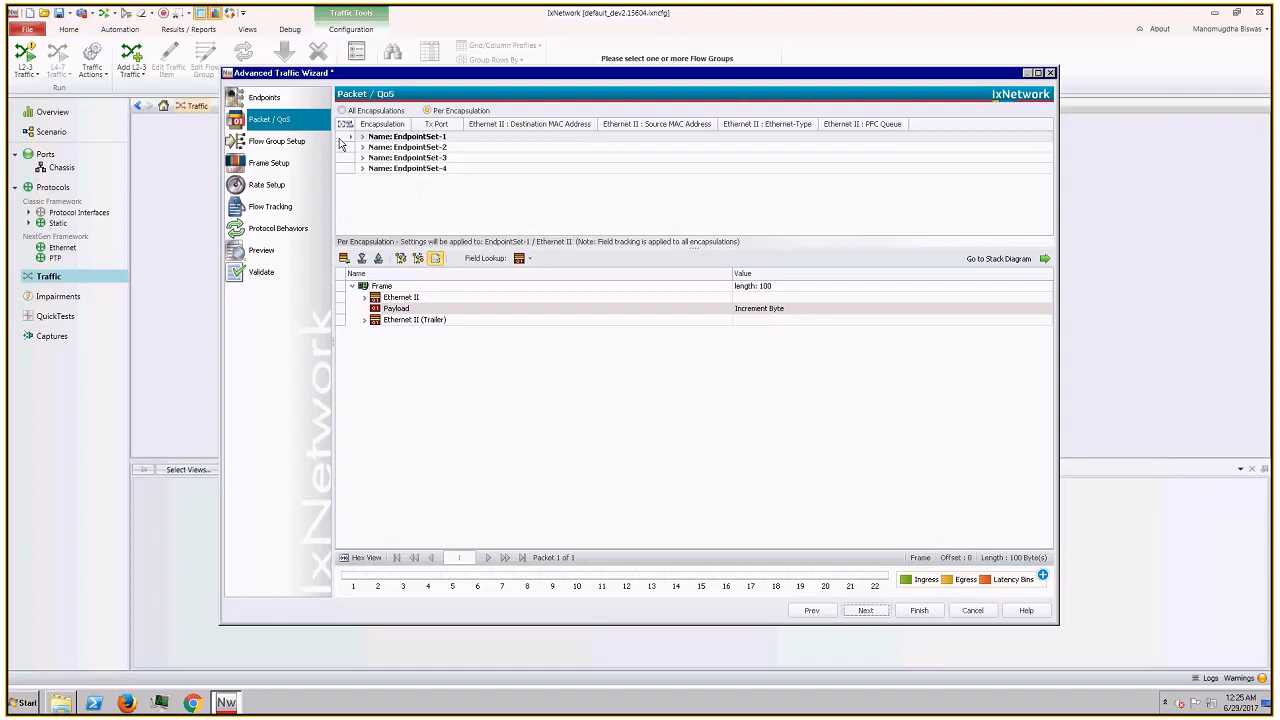 Traffic Tools
IxNetwork [default_dev2.15604.ixncfg]
File
Home
Automation
Results / Reports
Views
Debug
Configuration
About
Manomugdha Biswas
L2-3 Traffic
L4-7 Traffic
Traffic Actions
Add L2-3 Traffic
Edit Traffic Item
Edit Flow Group
Grid/Column Profiles
Group Rows By
Please select one or more Flow Groups
Run
Advanced Traffic Wizard *
Overview
Scenario
Ports
Chassis
Protocols
Classic Framework
Protocol Interfaces
Static
NextGen Framework
Ethernet
PTP
Traffic
Impairments
QuickTests
Captures
Traffic
Select Views...
Endpoints
Packet / QoS
Flow Group Setup
Frame Setup
Rate Setup
Flow Tracking
Protocol Behaviors
Preview
Validate
IxNetwork
Packet / QoS
IxNetwork
All Encapsulations
Per Encapsulation
Encapsulation
Tx Port
Ethernet II : Destination MAC Address
Ethernet II : Source MAC Address
Ethernet II : Ethernet-Type
Ethernet II : PFC Queue
Name: EndpointSet-1
Name: EndpointSet-2
Name: EndpointSet-3
Name: EndpointSet-4
Per Encapsulation - Settings will be applied to: EndpointSet-1 / Ethernet II (Note: Field tracking is applied to all encapsulations)
Field Lookup:
Go to Stack Diagram
Name
Value
Frame
length: 100
Ethernet II
Payload
Increment Byte
Ethernet II (Trailer)
Hex View
1
Packet 1 of 1
Frame
Offset : 0
Length : 100 Byte(s)
1 2 3 4 5 6 7 8 9 10 11 12 13 14 15 16 17 18 19 20 21 22
Ingress
Egress
Latency Bins
Prev
Next
Finish
Cancel
Help
Logs
Warnings
Start
Nw
12:25 AM
6/29/2017